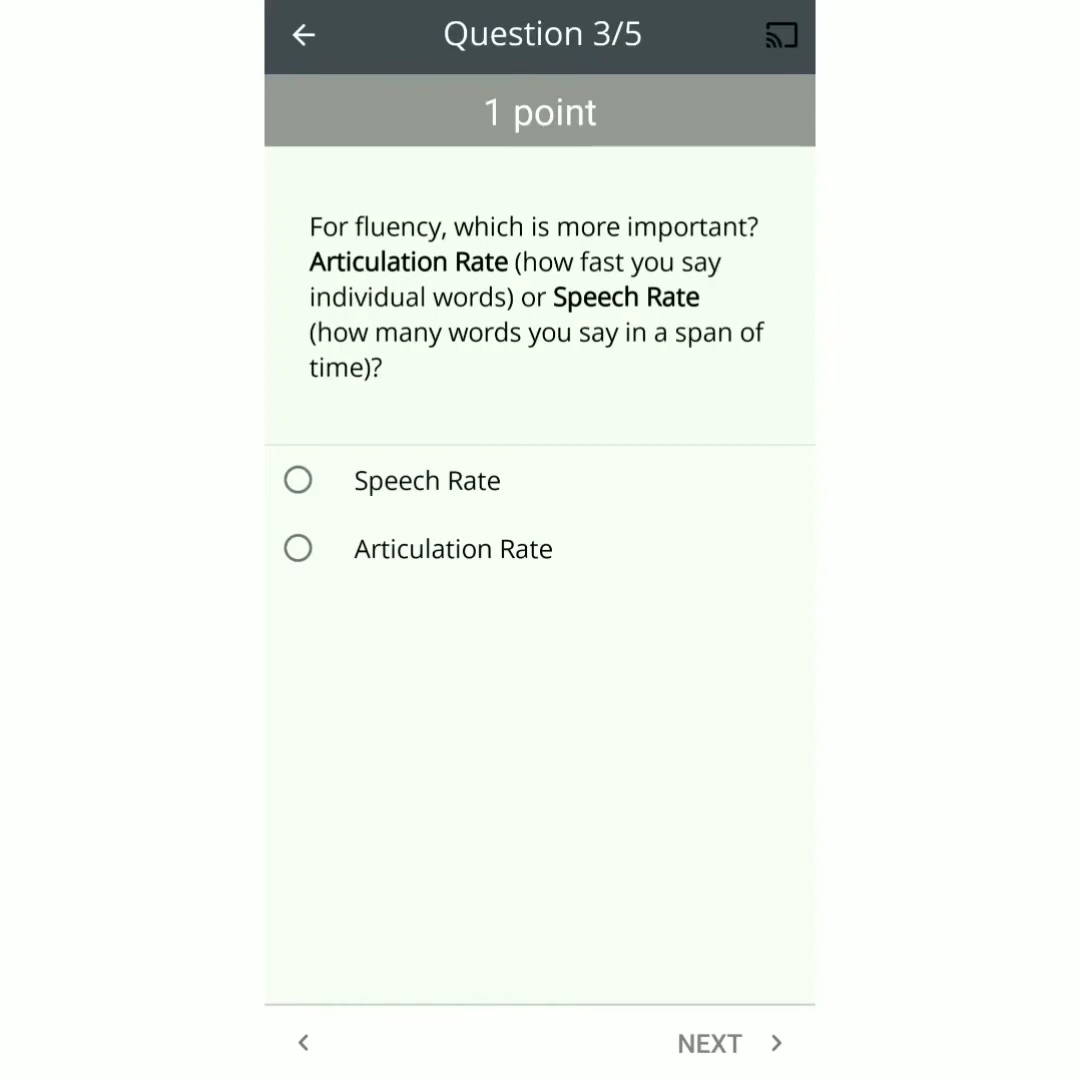 Question 3/5
1 point
For fluency, which is more important?
Articulation Rate (how fast you say
individual words) or Speech Rate
(how many words you say in a span of
time)?
Speech Rate
Articulation Rate
NEXT